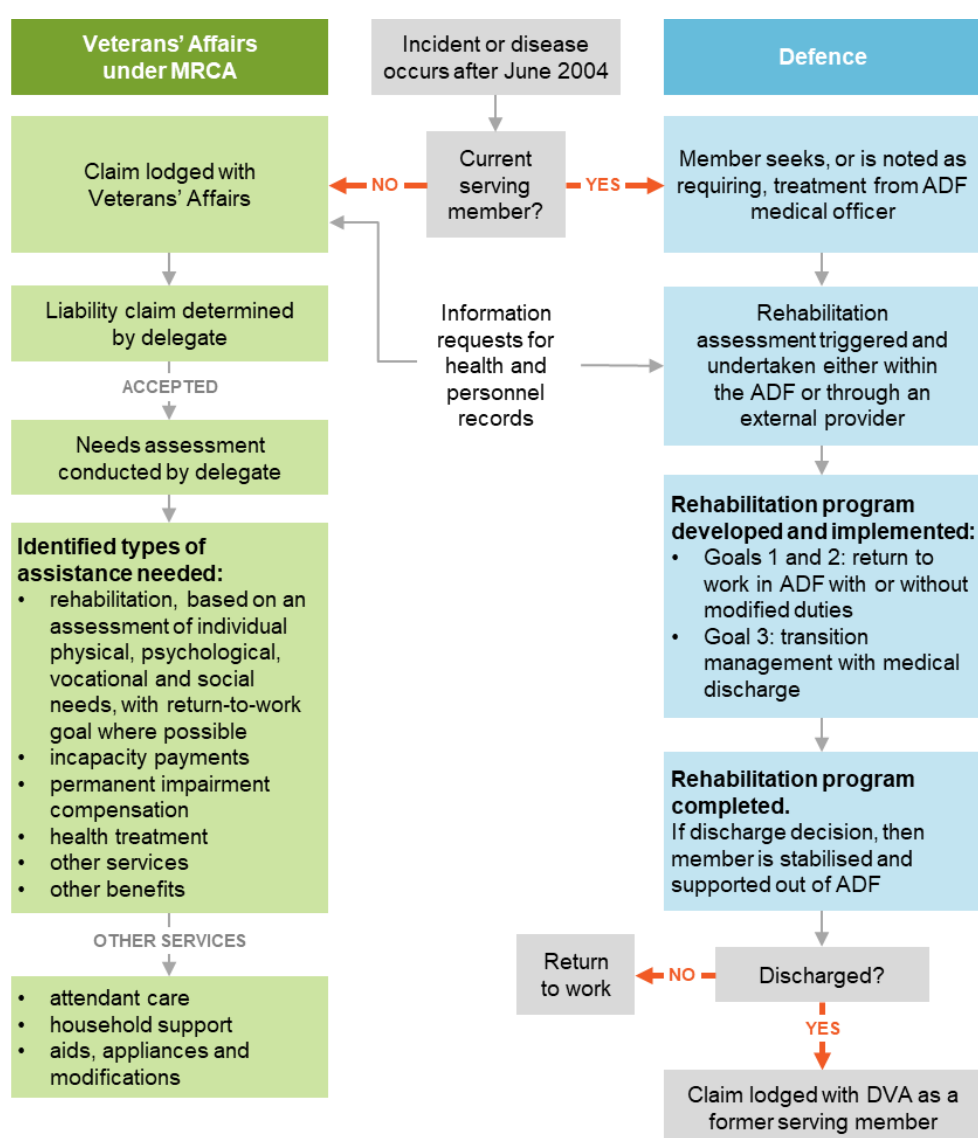 Veterans' Affairs
under MRCA
Incident or disease
occurs after June 2004
Defence
Claim lodged with
Veterans' Affairs
NO
Current
serving
member?
YES
Member seeks, or is noted as
requiring, treatment from ADF
medical officer
Liability claim determined
by delegate
Information
requests for
health and
personnel
records
Rehabilitation
assessment triggered and
undertaken either within
the ADF or through an
external provider
ACCEPTED
Needs assessment
conducted by delegate
Identified types of
assistance needed:
• rehabilitation, based on an
assessment of individual
physical, psychological,
vocational and social
needs, with return-to-work
goal where possible
• incapacity payments
• permanent impairment
compensation
• health treatment
• other services
• other benefits
Rehabilitation program
developed and implemented:
• Goals 1 and 2: return to
work in ADF with or without
modified duties
• Goal 3: transition
management with medical
discharge
Rehabilitation program
completed.
If discharge decision, then
member is stabilised and
supported out of ADF
OTHER SERVICES
• attendant care
• household support
• aids, appliances and
modifications
Return
to work
NO
Discharged?
YES
Claim lodged with DVA as a
former serving member